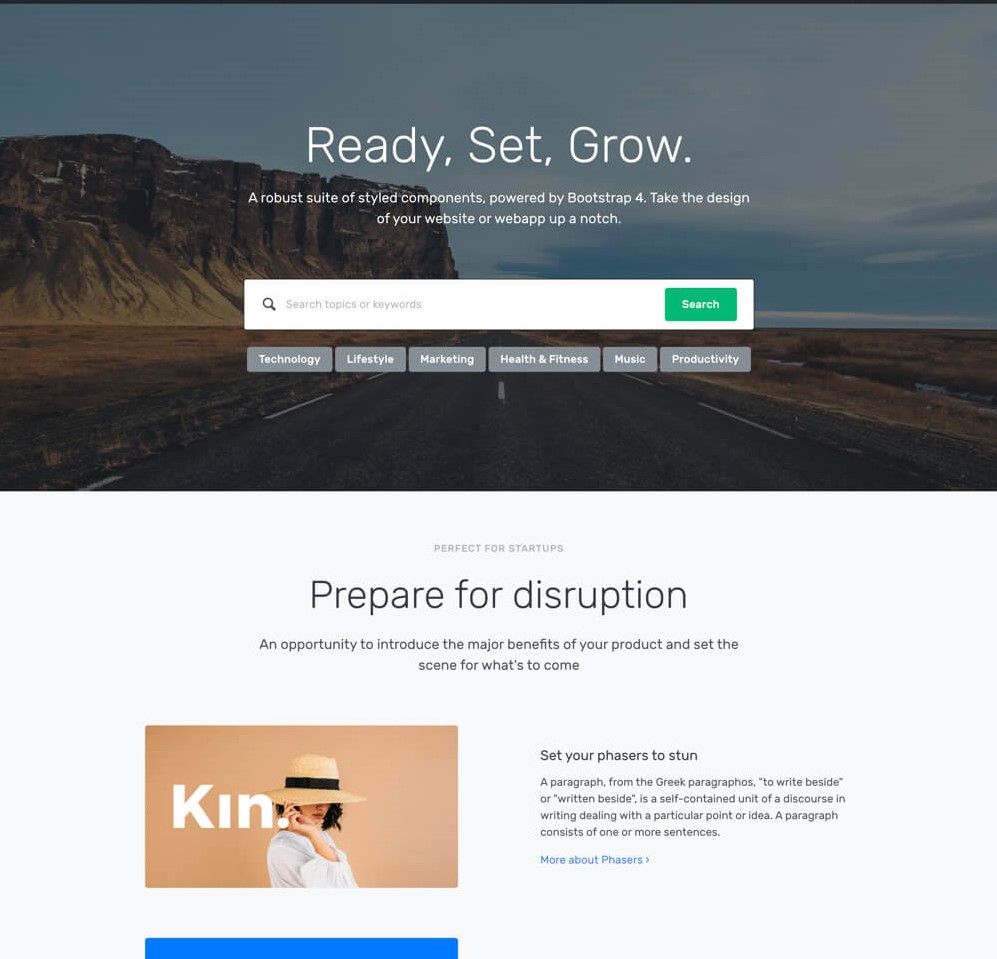 Ready, Set, Grow.
A robust suite of styled components, powered by Bootstrap 4. Take the design
of your website or webapp up a notch.
Search topics or keywords
Search
Technology
Lifestyle
Marketing
Health & Fitness
Music
Productivity
PERFECT FOR STARTUPS
Prepare for disruption
An opportunity to introduce the major benefits of your product and set the
scene for what's to come
Kın.
Set your phasers to stun
A paragraph, from the Greek paragraphos, "to write beside"
or "written beside", is a self-contained unit of a discourse in
writing dealing with a particular point or idea. A paragraph
consists of one or more sentences.
More about Phasers ›